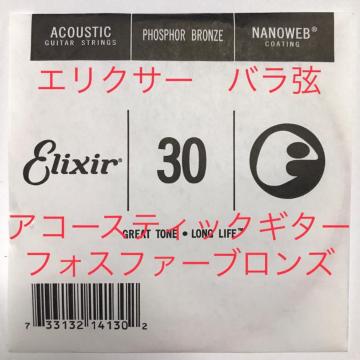 ACOUSTIC
GUITAR STRINGS
PHOSPHOR BRONZE
NANOWEB®
COATING
エリクサー　バラ弦
Elixir®
30
アコースティックギター
GREAT TONE • LONG LIFE™
フォスファーブロンズ
7 33132 14130 2